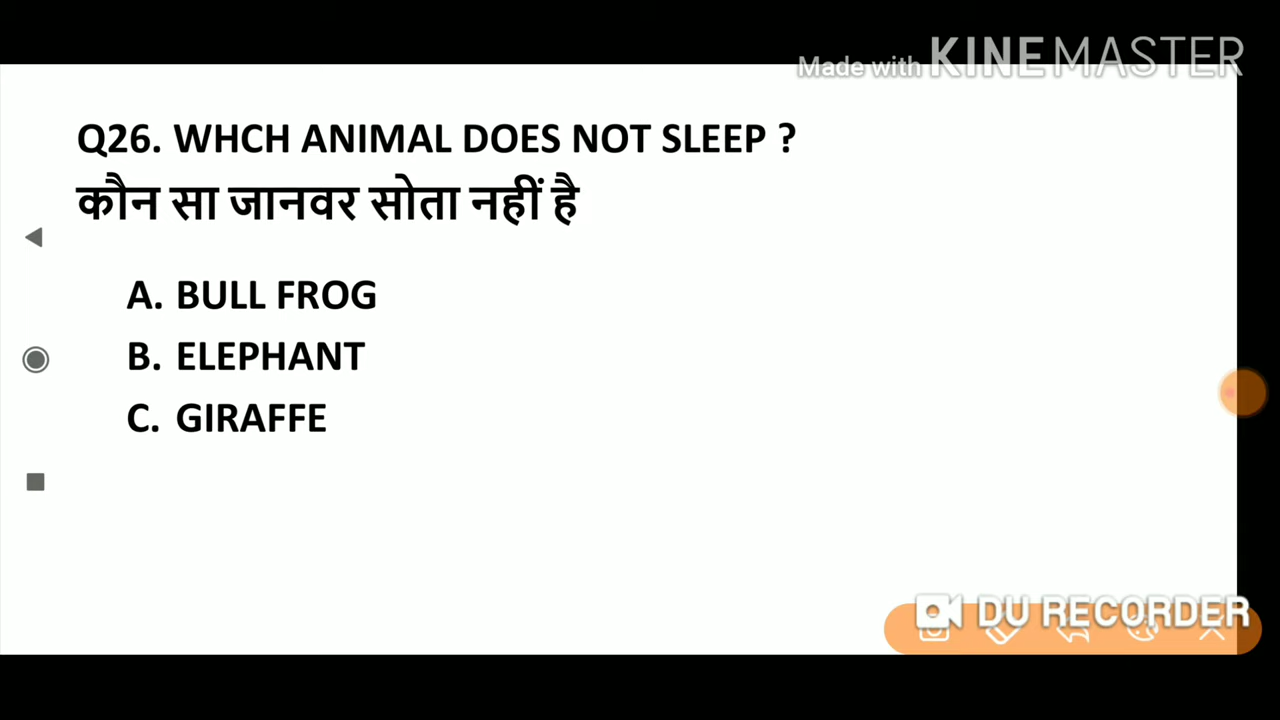 Made with KINEMASTER
Q26. WHCH ANIMAL DOES NOT SLEEP ?
कौन सा जानवर सोता नहीं है
A. BULL FROG
B. ELEPHANT
C. GIRAFFE
DU RECORDER